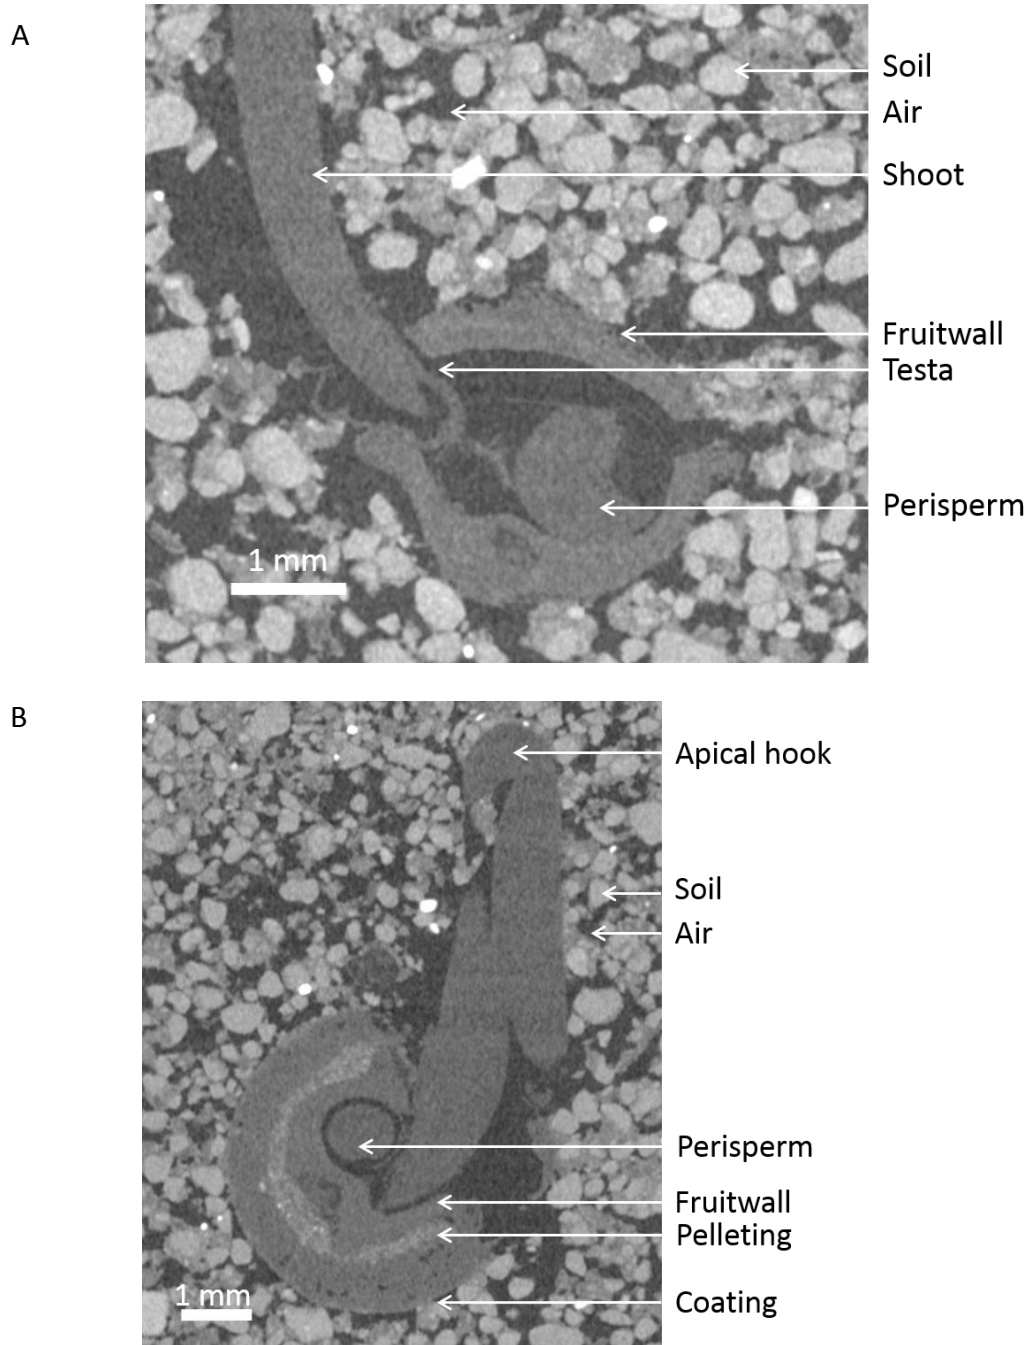 A
Soil
Air
Shoot
Fruitwall
Testa
Perisperm
1 mm
B
Apical hook
Soil
Air
Perisperm
Fruitwall
Pelleting
Coating
1 mm